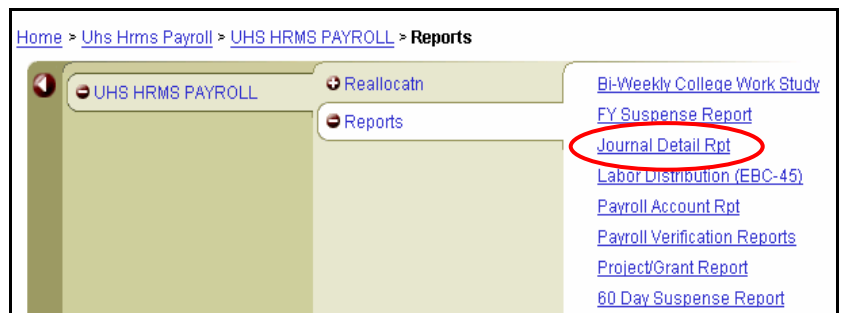 Home > Uhs Hrms Payroll > UHS HRMS PAYROLL > Reports
UHS HRMS PAYROLL
Reallocatn
Reports
Bi-Weekly College Work Study
FY Suspense Report
Journal Detail Rpt
Labor Distribution (EBC-45)
Payroll Account Rpt
Payroll Verification Reports
Project/Grant Report
60 Day Suspense Report